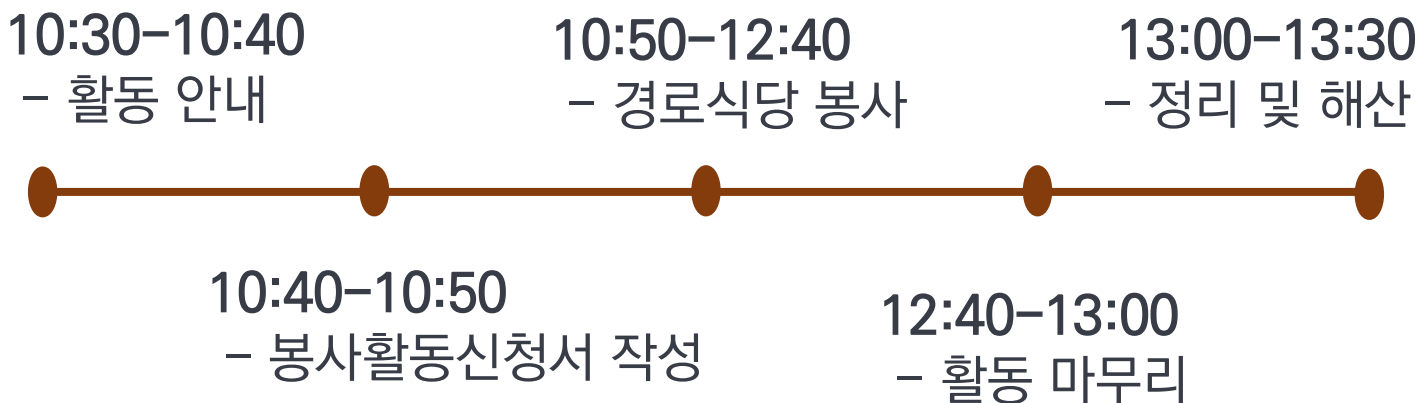 10:30-10:40
- 활동 안내
10:40-10:50
- 봉사활동신청서 작성
10:50-12:40
- 경로식당 봉사
12:40-13:00
- 활동 마무리
13:00-13:30
- 정리 및 해산